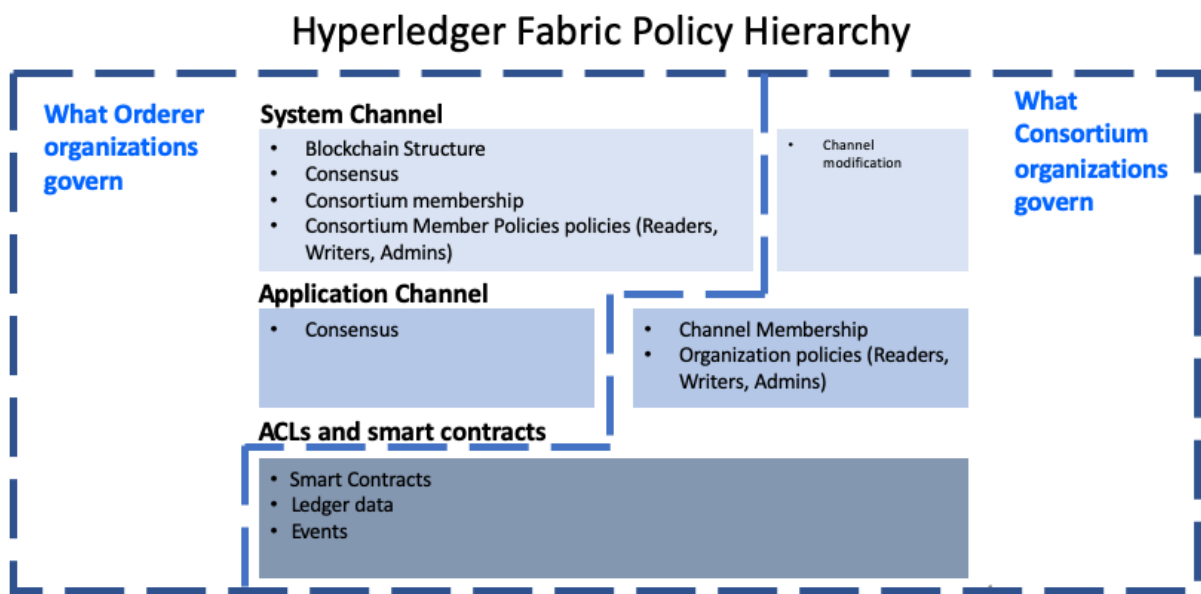 Hyperledger Fabric Policy Hierarchy
What Orderer
organizations
govern
System Channel
• Blockchain Structure
• Consensus
• Consortium membership
• Consortium Member Policies policies (Readers,
Writers, Admins)
• Channel
modification
What
Consortium
organizations
govern
Application Channel
• Consensus
• Channel Membership
• Organization policies (Readers,
Writers, Admins)
ACLs and smart contracts
• Smart Contracts
• Ledger data
• Events